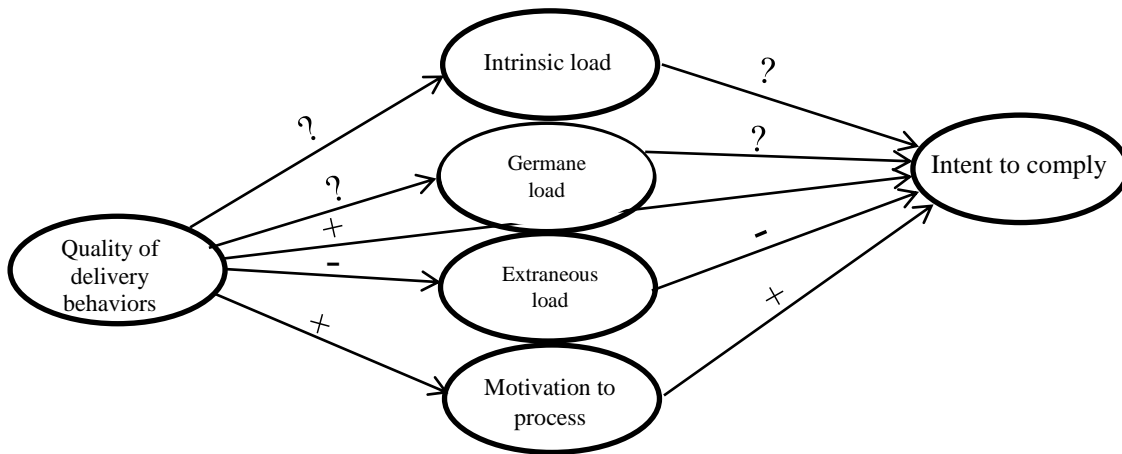 Intrinsic load
?
?
Germane
load
?
?
Intent to comply
+
Quality of
delivery
behaviors
-
Extraneous
load
-
+
+
Motivation to
process